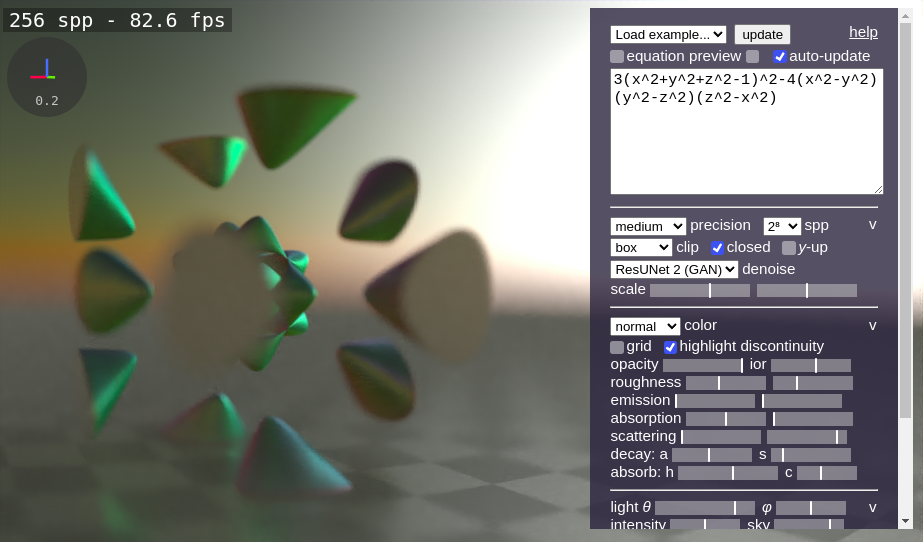 256 spp - 82.6 fps
0.2
Load example... update help
equation preview auto-update
3(x^2+y^2+z^2-1)^2-4(x^2-y^2)
(y^2-z^2)(z^2-x^2)
medium precision 2⁸ spp v
box clip closed y-up
ResUNet 2 (GAN) denoise
scale
normal color v
grid highlight discontinuity
opacity ior
roughness
emission
absorption
scattering
decay: a s
absorb: h c
light θ φ v
intensity sky